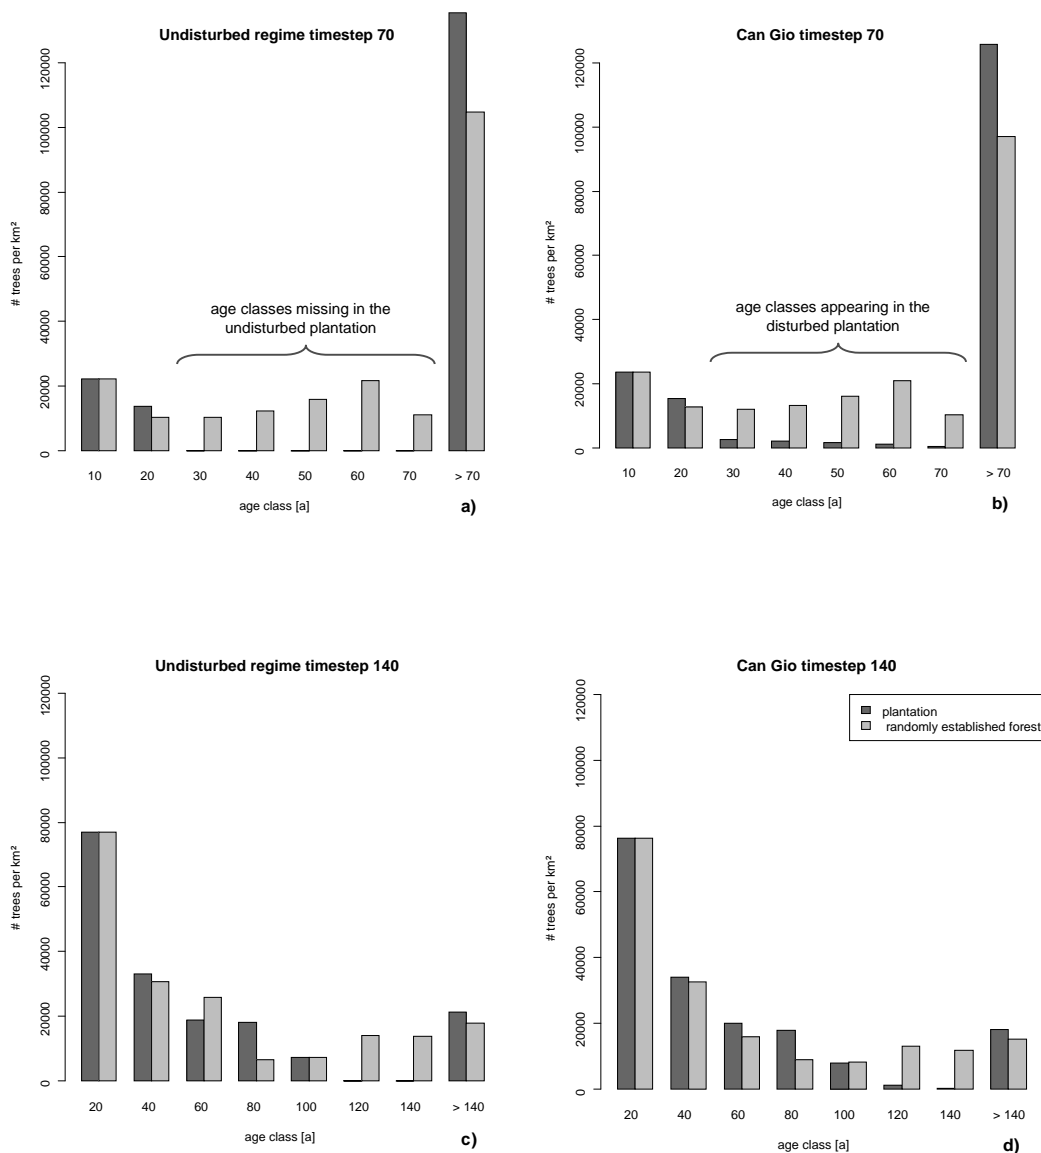 Undisturbed regime timestep 70
# trees per km²
0
20000
40000
60000
80000
100000
120000
age classes missing in the
undisturbed plantation
10 20 30 40 50 60 70 > 70
age class [a]
a)
Can Gio timestep 70
# trees per km²
0
20000
40000
60000
80000
100000
120000
age classes appearing in the
disturbed plantation
10 20 30 40 50 60 70 > 70
age class [a]
b)
Undisturbed regime timestep 140
# trees per km²
0
20000
40000
60000
80000
100000
120000
20 40 60 80 100 120 140 > 140
age class [a]
c)
Can Gio timestep 140
# trees per km²
0
20000
40000
60000
80000
100000
120000
plantation
randomly established forest
20 40 60 80 100 120 140 > 140
age class [a]
d)